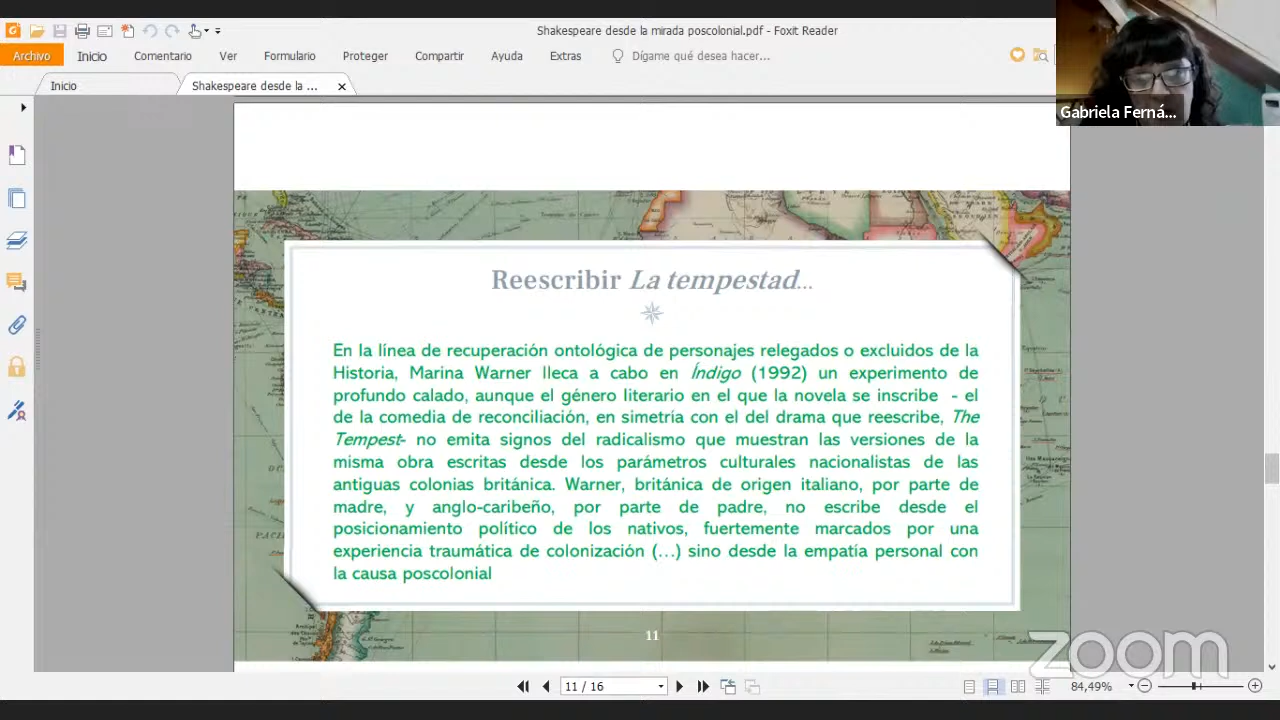 Shakespeare desde la mirada poscolonial.pdf - Foxit Reader
Archivo Inicio Comentario Ver Formulario Proteger Compartir Ayuda Extras Dígame qué desea hacer...
Inicio Shakespeare desde la ...
Gabriela Ferná...
Reescribir La tempestad...
En la línea de recuperación ontológica de personajes relegados o excluidos de la
Historia, Marina Warner lleca a cabo en Índigo (1992) un experimento de
profundo calado, aunque el género literario en el que la novela se inscribe - el
de la comedia de reconciliación, en simetría con el del drama que reescribe, The
Tempest- no emita signos del radicalismo que muestran las versiones de la
misma obra escritas desde los parámetros culturales nacionalistas de las
antiguas colonias británica. Warner, británica de origen italiano, por parte de
madre, y anglo-caribeño, por parte de padre, no escribe desde el
posicionamiento político de los nativos, fuertemente marcados por una
experiencia traumática de colonización (...) sino desde la empatía personal con
la causa poscolonial
11
zoom
11 / 16
84,49%